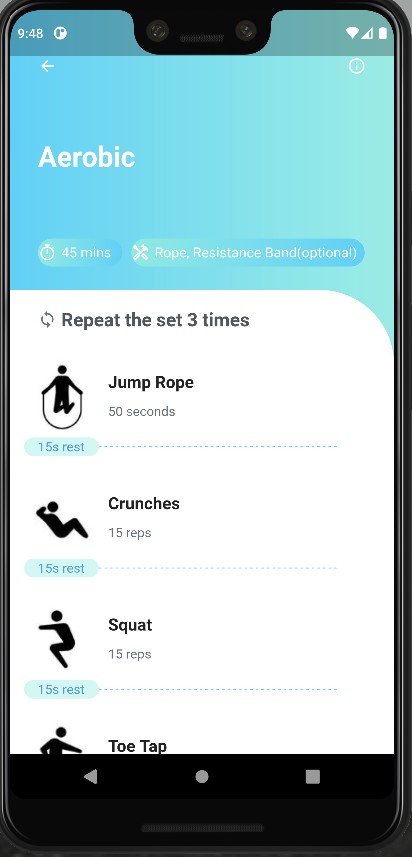 9:48
Aerobic
45 mins
Rope, Resistance Band(optional)
Repeat the set 3 times
Jump Rope
50 seconds
15s rest
Crunches
15 reps
15s rest
Squat
15 reps
15s rest
Toe Tap